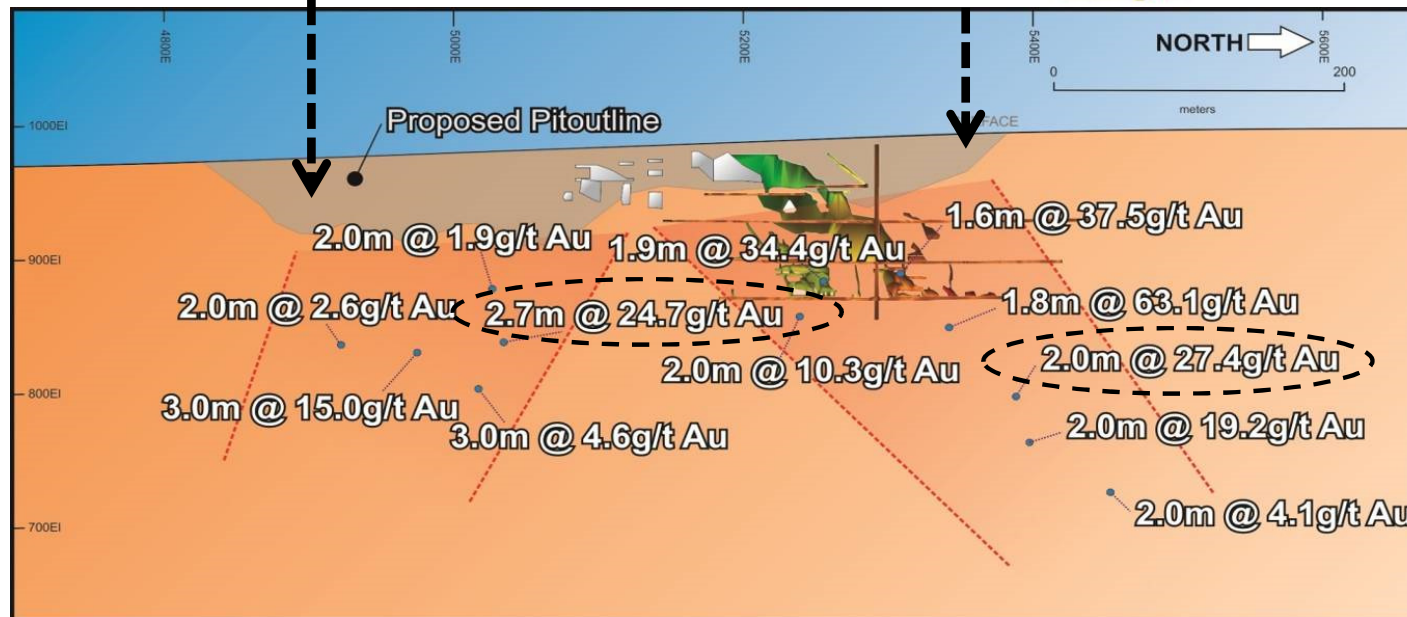 4800E
5000E
5200E
5400E
5600E
NORTH
0
200
meters
1000El
Proposed Pitoutline
FACE
2.0m @ 1.9g/t Au
1.9m @ 34.4g/t Au
1.6m @ 37.5g/t Au
900El
2.0m @ 2.6g/t Au
2.7m @ 24.7g/t Au
1.8m @ 63.1g/t Au
2.0m @ 10.3g/t Au
2.0m @ 27.4g/t Au
800El
3.0m @ 15.0g/t Au
3.0m @ 4.6g/t Au
2.0m @ 19.2g/t Au
700El
2.0m @ 4.1g/t Au